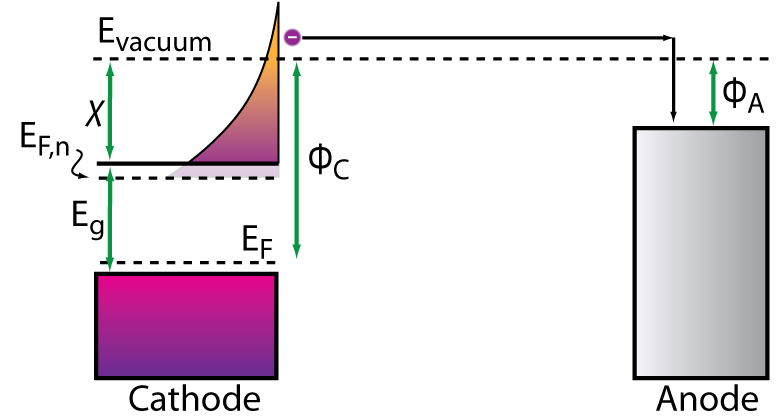 E_vacuum
χ
E_F,n
Φ_C
Φ_A
E_g
E_F
Cathode
Anode